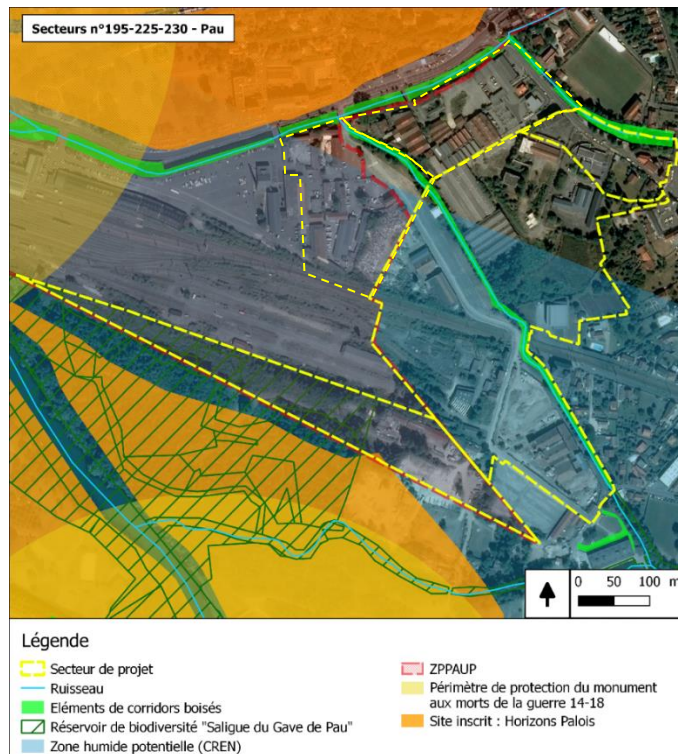 Secteurs n°195-225-230 - Pau
0 50 100 m
Légende
Secteur de projet
Ruisseau
Eléments de corridors boisés
Réservoir de biodiversité "Saligue du Gave de Pau"
Zone humide potentielle (CREN)
ZPPAUP
Périmètre de protection du monument
aux morts de la guerre 14-18
Site inscrit : Horizons Palois